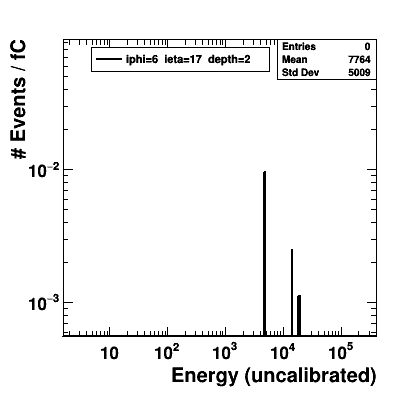 # Events / fC
iphi=6 ieta=17 depth=2
Entries 0
Mean 7764
Std Dev 5009
10⁻²
10⁻³
10 10² 10³ 10⁴ 10⁵
Energy (uncalibrated)